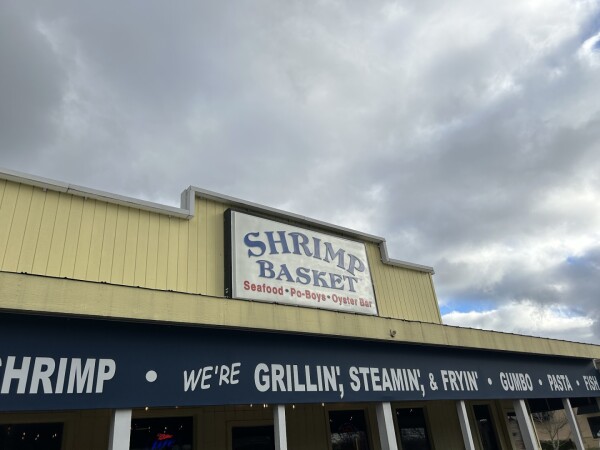 SHRIMP
BASKET
Seafood • Po-Boys • Oyster Bar
SHRIMP • WE'RE GRILLIN', STEAMIN', & FRYIN' • GUMBO • PASTA • FISH